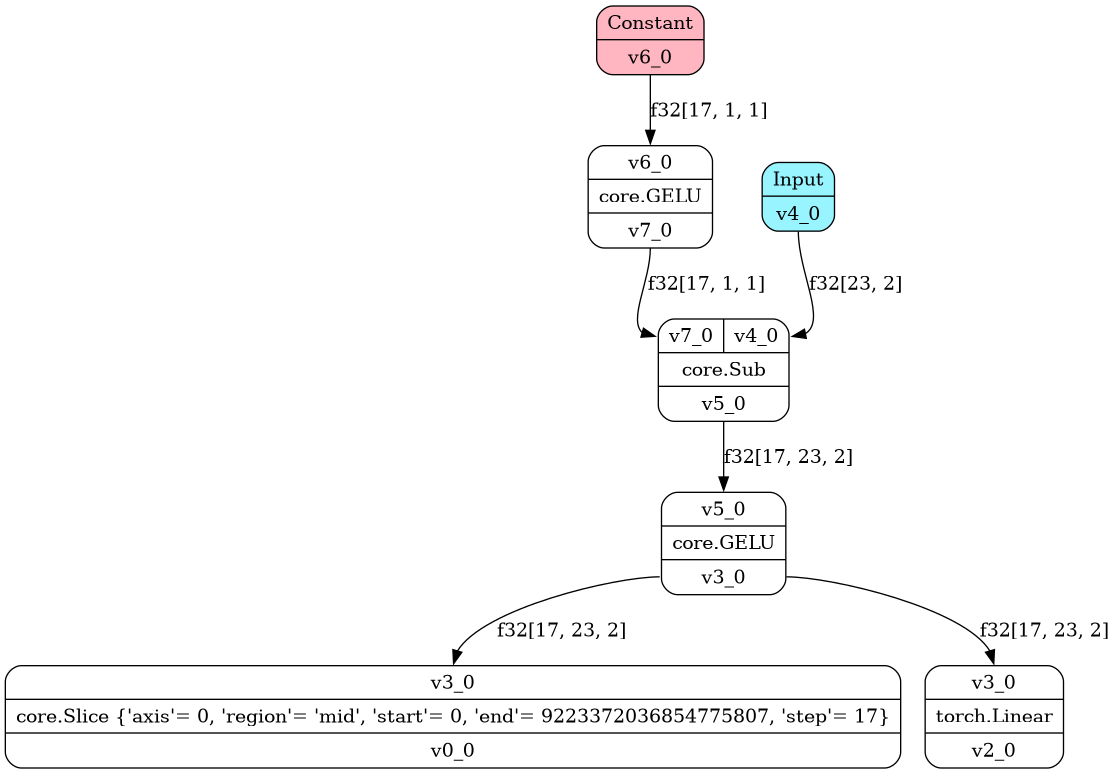 Constant
v6_0
f32[17, 1, 1]
v6_0
core.GELU
v7_0
Input
v4_0
f32[17, 1, 1]
f32[23, 2]
v7_0 v4_0
core.Sub
v5_0
f32[17, 23, 2]
v5_0
core.GELU
v3_0
f32[17, 23, 2]
f32[17, 23, 2]
v3_0
core.Slice {'axis'= 0, 'region'= 'mid', 'start'= 0, 'end'= 9223372036854775807, 'step'= 17}
v0_0
v3_0
torch.Linear
v2_0